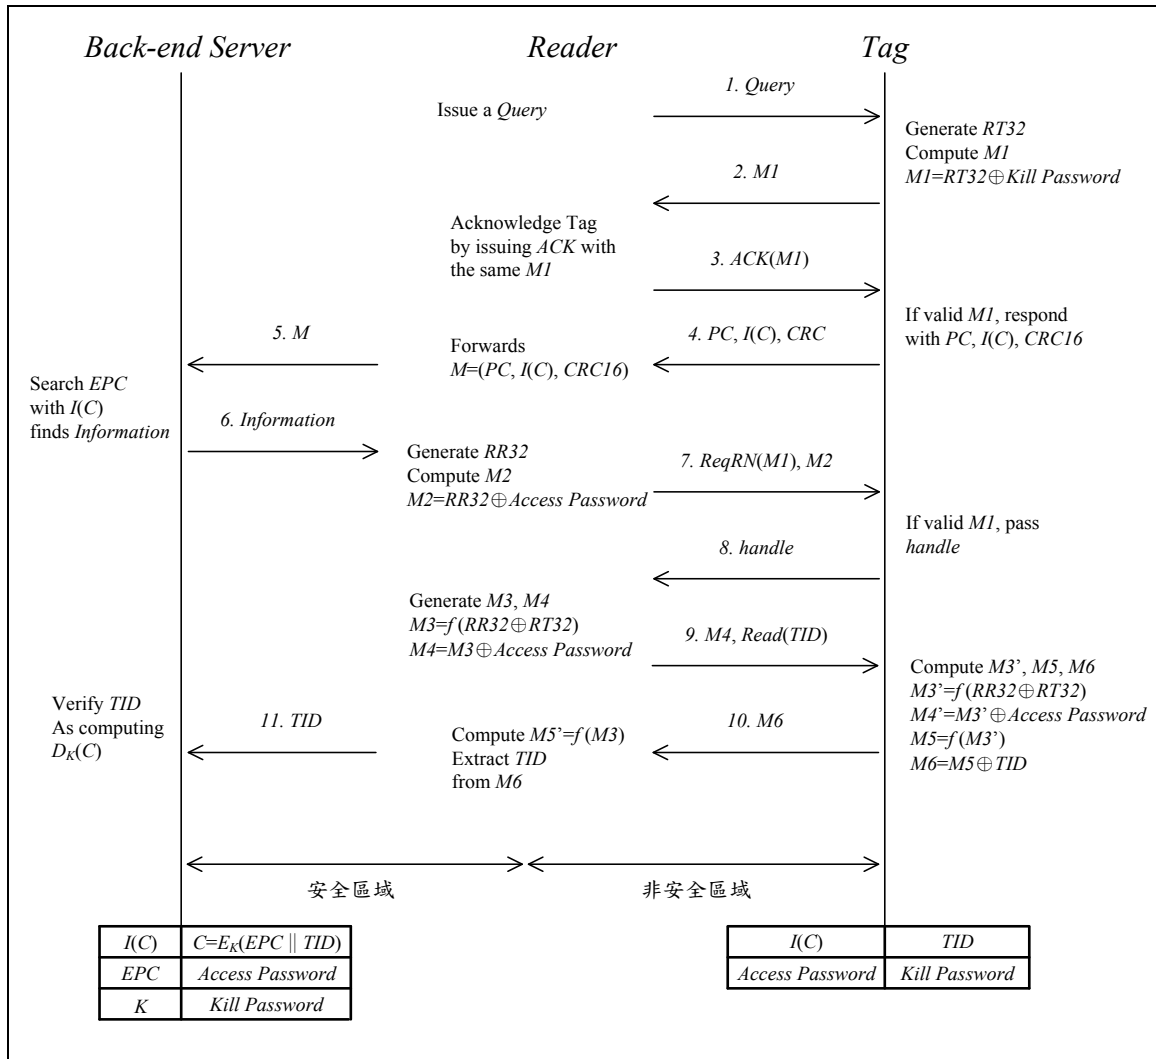 Back-end Server
Reader
Tag
1. Query
Issue a Query
Generate RT32
Compute M1
M1=RT32⊕Kill Password
2. M1
Acknowledge Tag
by issuing ACK with
the same M1
3. ACK(M1)
If valid M1, respond
with PC, I(C), CRC16
4. PC, I(C), CRC
5. M
Forwards
M=(PC, I(C), CRC16)
Search EPC
with I(C)
finds Information
6. Information
Generate RR32
Compute M2
M2=RR32⊕Access Password
7. ReqRN(M1), M2
If valid M1, pass
handle
8. handle
Generate M3, M4
M3=f (RR32⊕RT32)
M4=M3⊕Access Password
9. M4, Read(TID)
Compute M3’, M5, M6
M3’=f (RR32⊕RT32)
M4’=M3’⊕Access Password
M5=f (M3’)
M6=M5⊕TID
10. M6
Compute M5’=f (M3)
Extract TID
from M6
11. TID
Verify TID
As computing
DK(C)
安全區域
非安全區域
I(C) C=EK(EPC || TID)
EPC Access Password
K Kill Password
I(C) TID
Access Password Kill Password